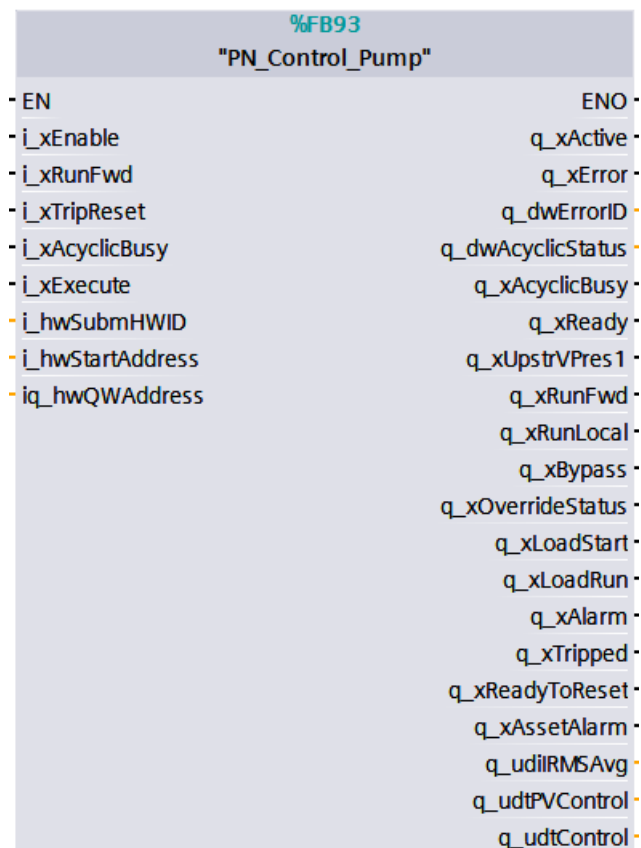 %FB93
"PN_Control_Pump"
EN ENO
i_xEnable q_xActive
i_xRunFwd q_xError
i_xTripReset q_dwErrorID
i_xAcyclicBusy q_dwAcyclicStatus
i_xExecute q_xAcyclicBusy
i_hwSubmHWID q_xReady
i_hwStartAddress q_xUpstrVPres1
iq_hwQWAddress q_xRunFwd
q_xRunLocal
q_xBypass
q_xOverrideStatus
q_xLoadStart
q_xLoadRun
q_xAlarm
q_xTripped
q_xReadyToReset
q_xAssetAlarm
q_udiIRMSAvg
q_udtPVControl
q_udtControl